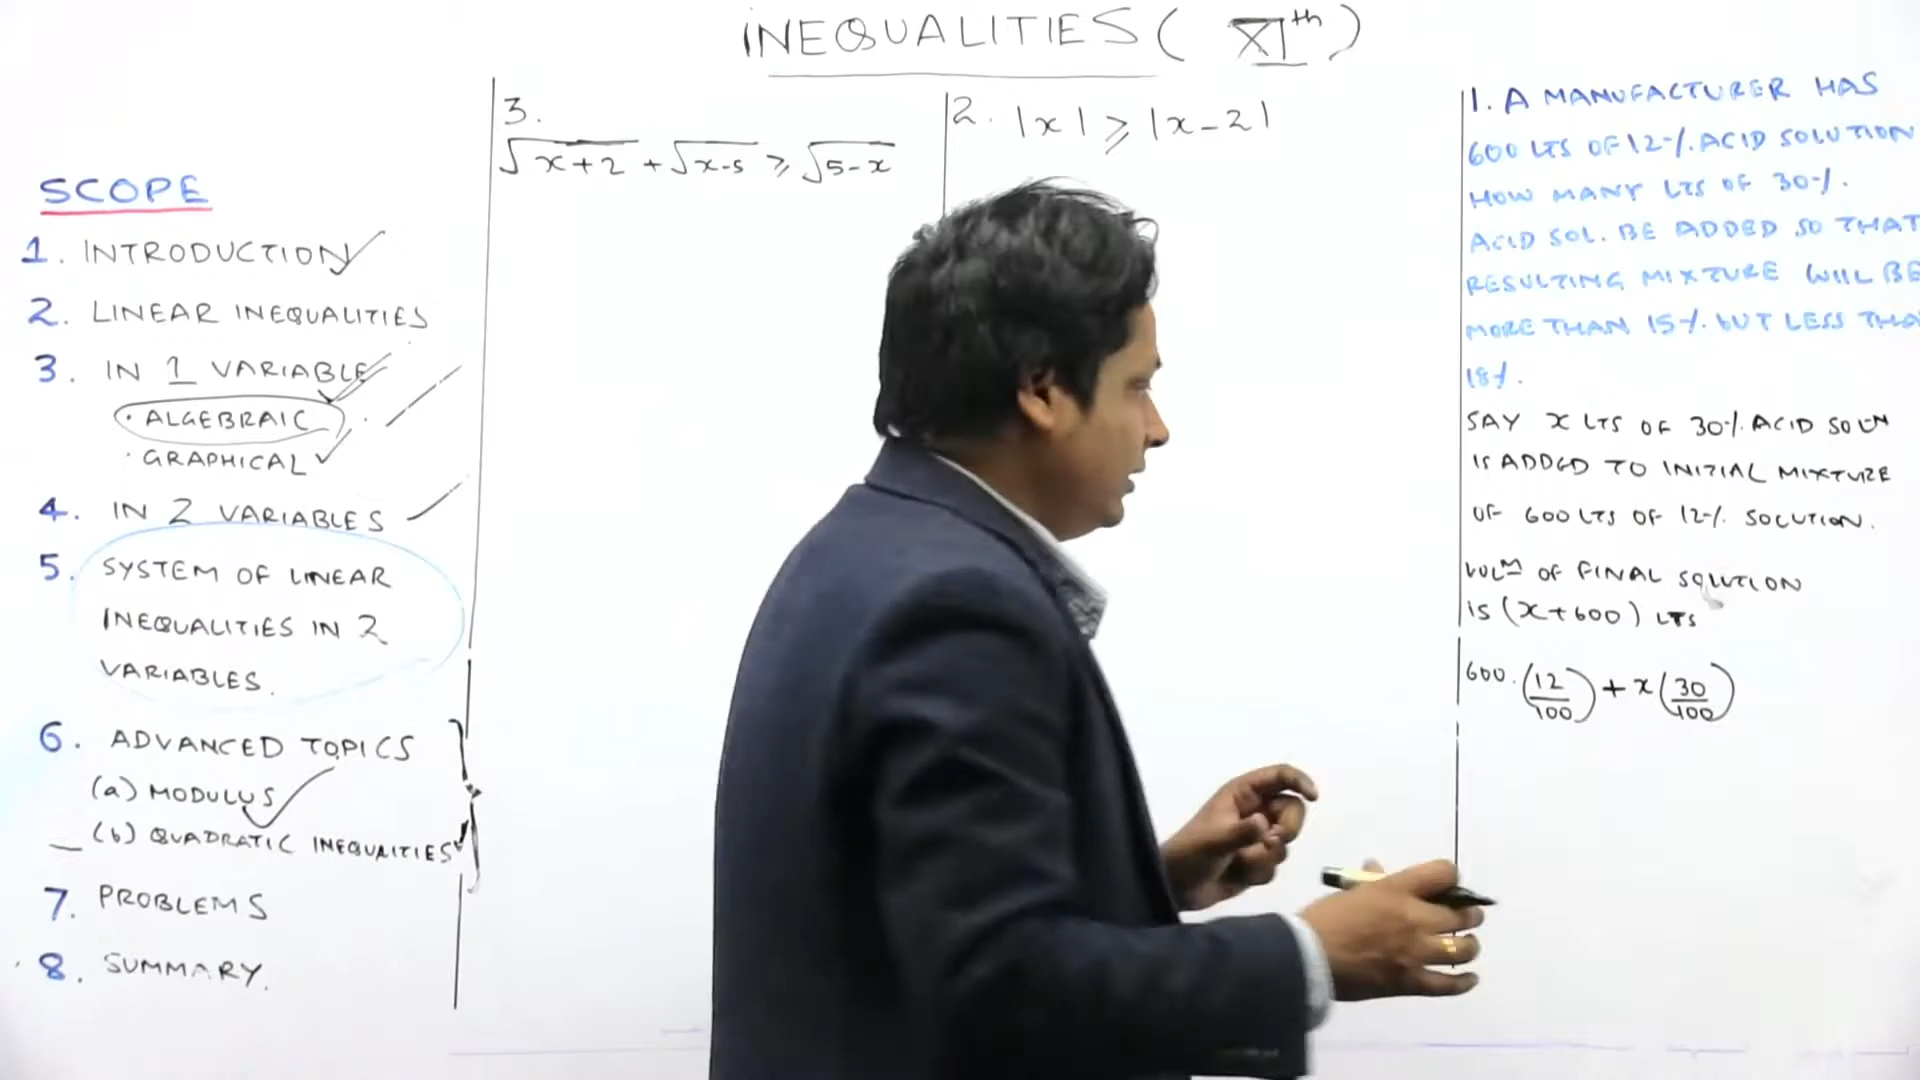 INEQUALITIES ( XIth )
SCOPE
1. INTRODUCTION
2. LINEAR INEQUALITIES
3. IN 1 VARIABLE
· ALGEBRAIC
· GRAPHICAL
4. IN 2 VARIABLES
5. SYSTEM OF LINEAR
INEQUALITIES IN 2
VARIABLES.
6. ADVANCED TOPICS
(a) MODULUS
(b) QUADRATIC INEQUALITIES
7. PROBLEMS
8. SUMMARY.
3.
√x+2 + √x-5 ≥ √5-x
2. |x| ≥ |x-2|
1. A MANUFACTURER HAS
600 LTS OF 12% ACID SOLUTION
HOW MANY LTS OF 30%
ACID SOL. BE ADDED SO THAT
RESULTING MIXTURE WILL BE
MORE THAN 15% BUT LESS THA
18%.
SAY x LTS OF 30% ACID SOLN
IS ADDED TO INITIAL MIXTURE
OF 600 LTS OF 12% SOLUTION.
VOLM OF FINAL SOLUTION
IS (x+600) LTS
600. (12/100) + x (30/100)